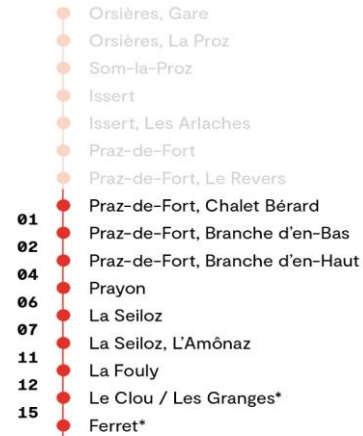 Orsières, Gare
Orsières, La Proz
Som-la-Proz
Issert
Issert, Les Arlaches
Praz-de-Fort
Praz-de-Fort, Le Revers
Praz-de-Fort, Chalet Bérard
01
Praz-de-Fort, Branche d'en-Bas
02
Praz-de-Fort, Branche d'en-Haut
04
Prayon
06
La Seiloz
07
La Seiloz, L'Amônaz
11
La Fouly
12
Le Clou / Les Granges*
15
Ferret*